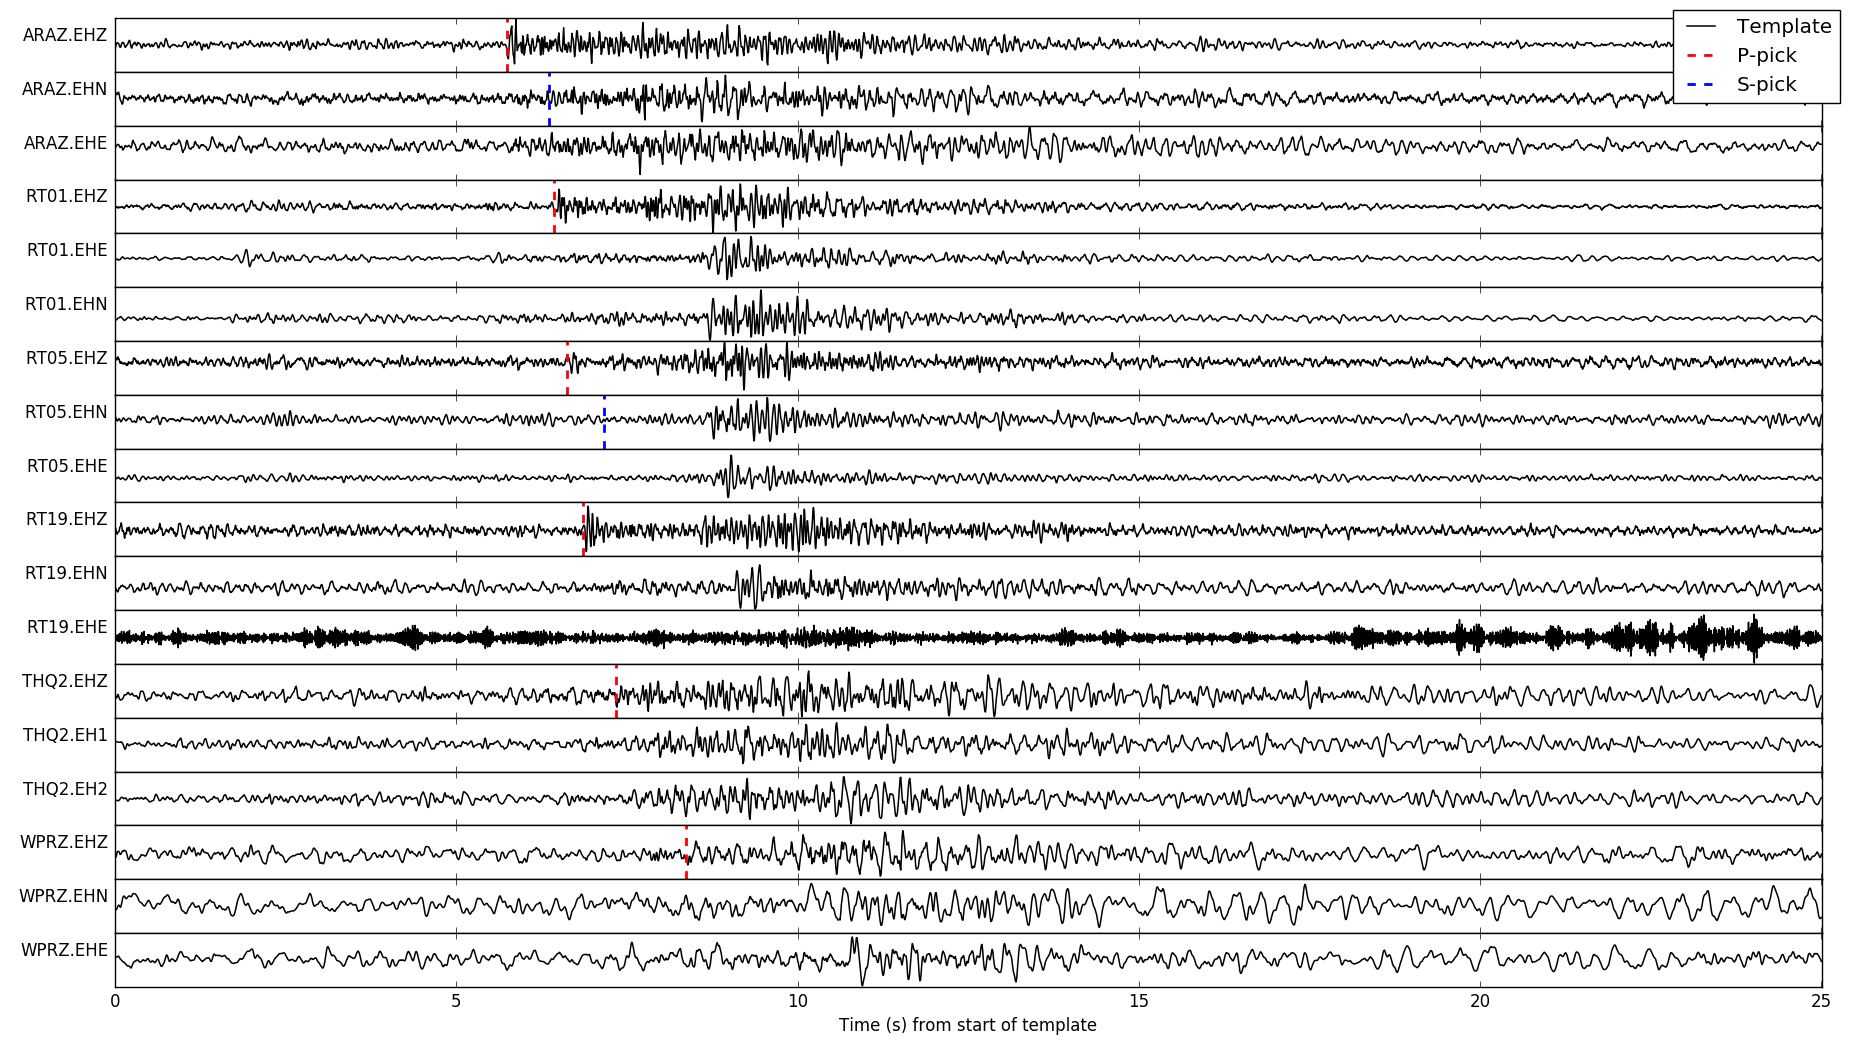 Template
P-pick
S-pick
ARAZ.EHZ
ARAZ.EHN
ARAZ.EHE
RT01.EHZ
RT01.EHE
RT01.EHN
RT05.EHZ
RT05.EHN
RT05.EHE
RT19.EHZ
RT19.EHN
RT19.EHE
THQ2.EHZ
THQ2.EH1
THQ2.EH2
WPRZ.EHZ
WPRZ.EHN
WPRZ.EHE
0 5 10 15 20 25
Time (s) from start of template